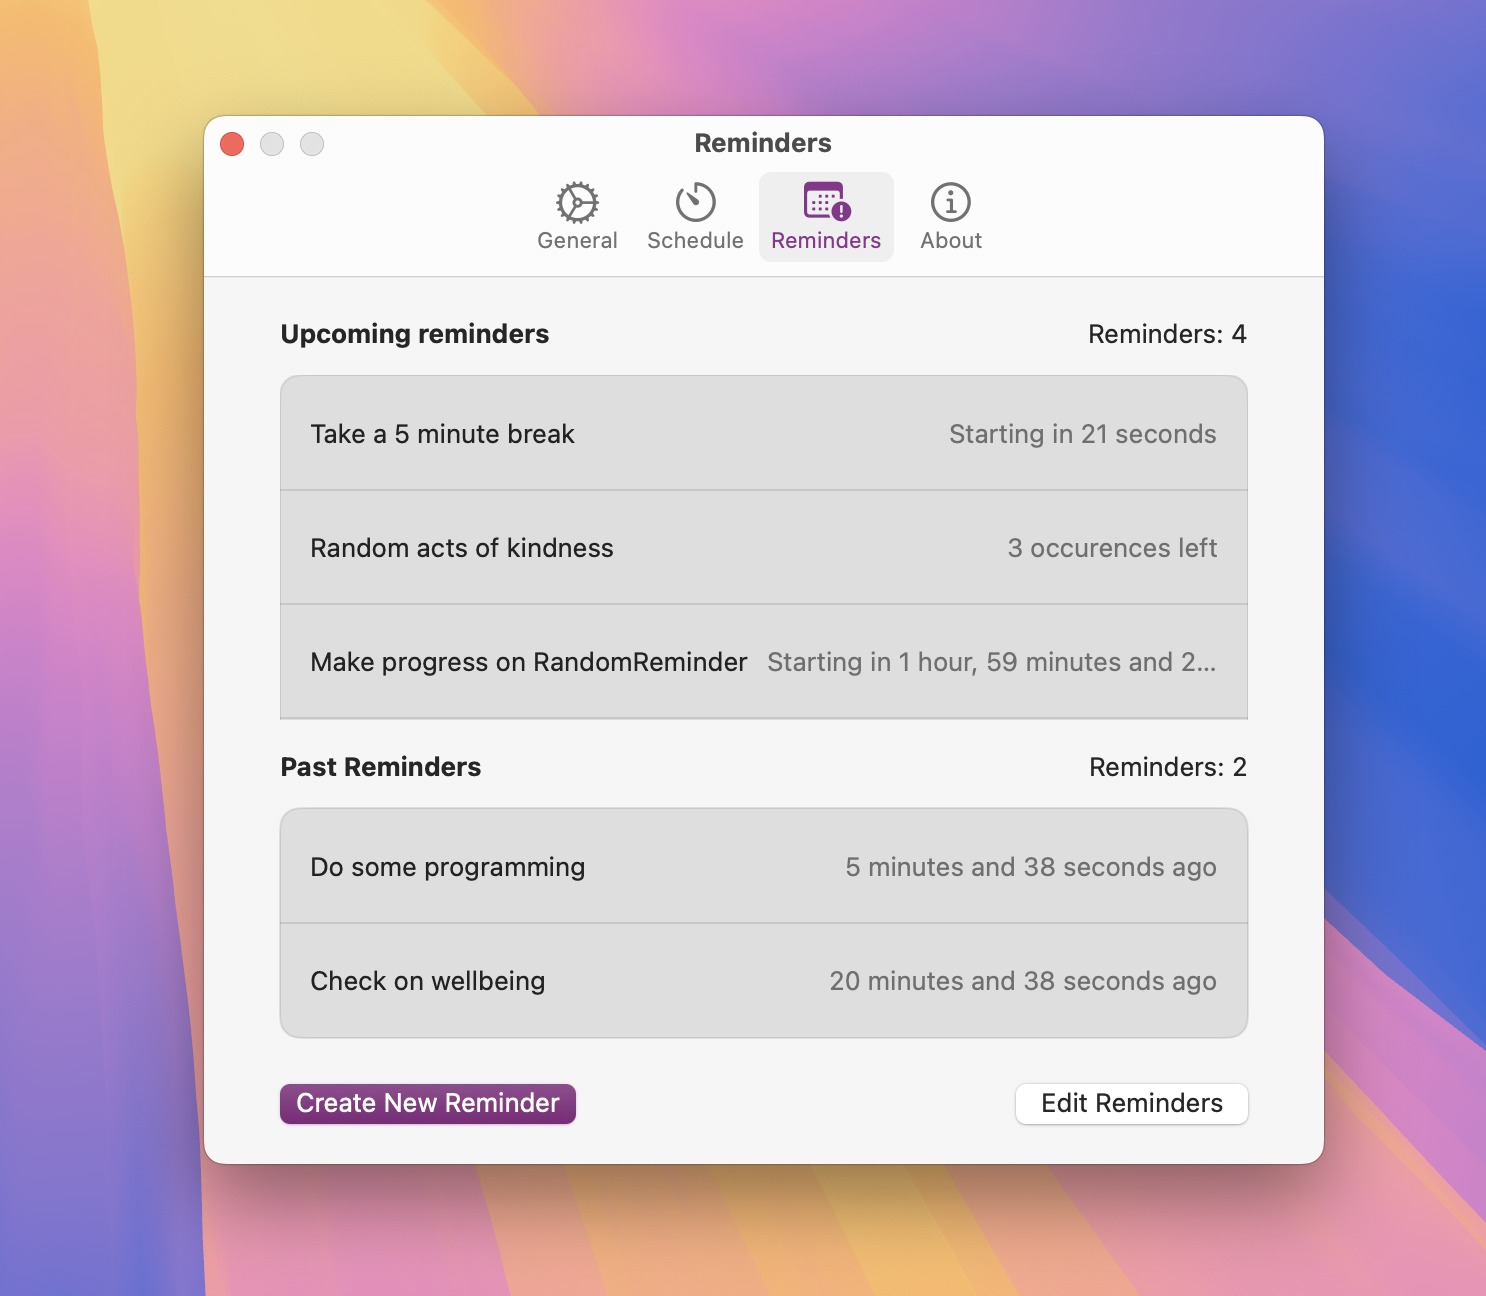 Reminders
General
Schedule
Reminders
About
Upcoming reminders
Reminders: 4
Take a 5 minute break
Starting in 21 seconds
Random acts of kindness
3 occurences left
Make progress on RandomReminder
Starting in 1 hour, 59 minutes and 2...
Past Reminders
Reminders: 2
Do some programming
5 minutes and 38 seconds ago
Check on wellbeing
20 minutes and 38 seconds ago
Create New Reminder
Edit Reminders